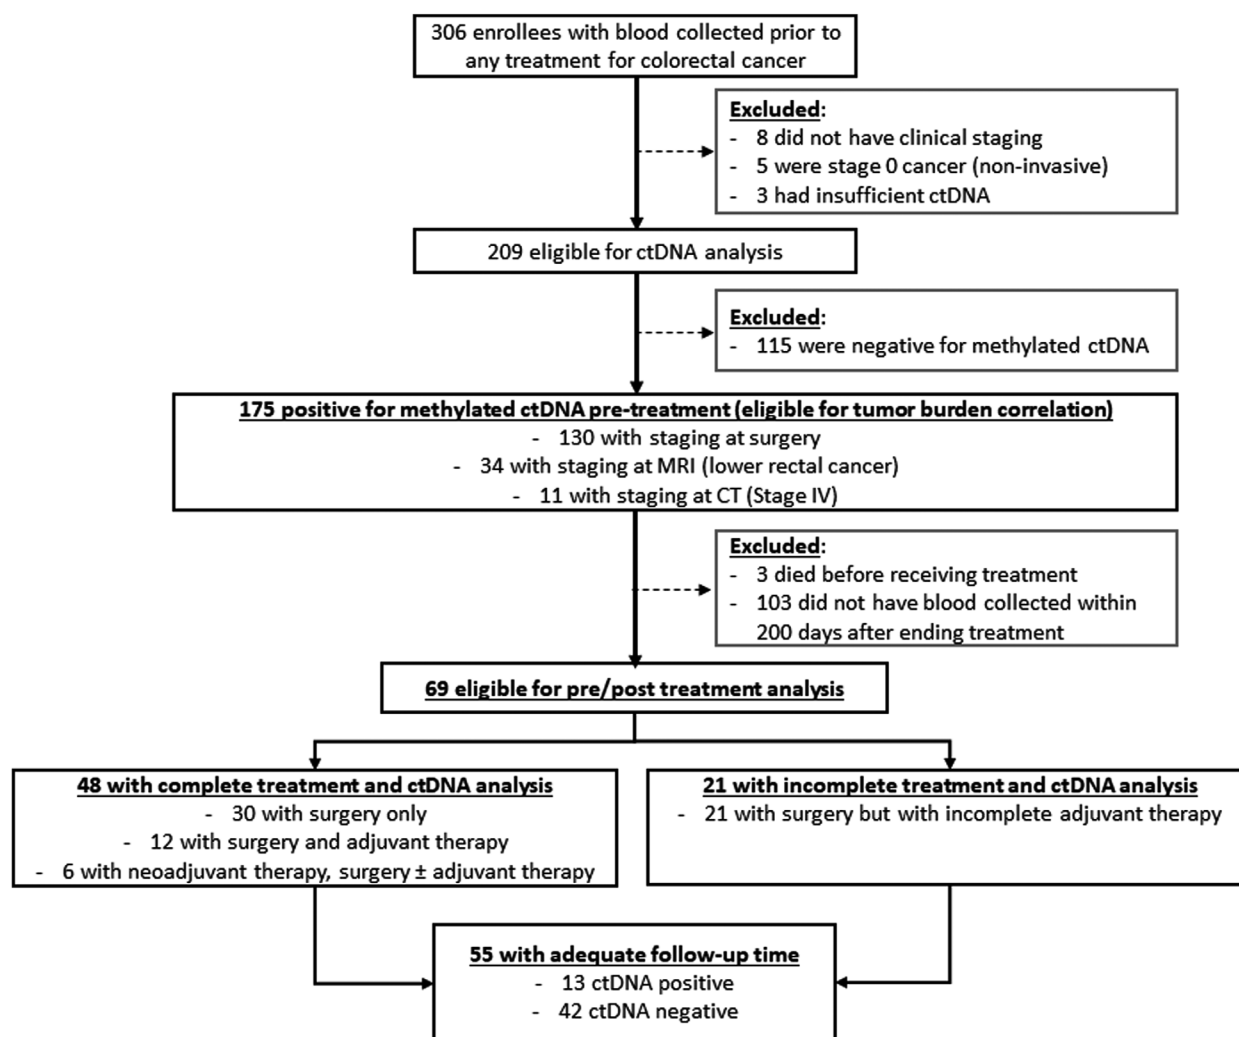 306 enrollees with blood collected prior to
any treatment for colorectal cancer
Excluded:
- 8 did not have clinical staging
- 5 were stage 0 cancer (non-invasive)
- 3 had insufficient ctDNA
209 eligible for ctDNA analysis
Excluded:
- 115 were negative for methylated ctDNA
175 positive for methylated ctDNA pre-treatment (eligible for tumor burden correlation)
- 130 with staging at surgery
- 34 with staging at MRI (lower rectal cancer)
- 11 with staging at CT (Stage IV)
Excluded:
- 3 died before receiving treatment
- 103 did not have blood collected within
200 days after ending treatment
69 eligible for pre/post treatment analysis
48 with complete treatment and ctDNA analysis
- 30 with surgery only
- 12 with surgery and adjuvant therapy
- 6 with neoadjuvant therapy, surgery ± adjuvant therapy
21 with incomplete treatment and ctDNA analysis
- 21 with surgery but with incomplete adjuvant therapy
55 with adequate follow-up time
- 13 ctDNA positive
- 42 ctDNA negative